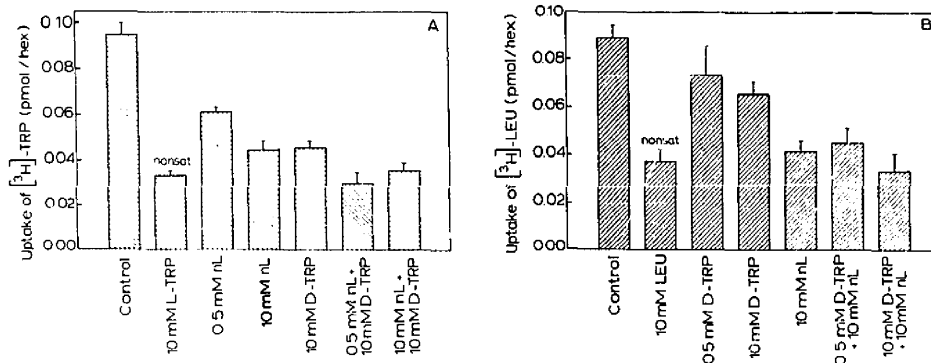 A
Uptake of [³H]-TRP (pmol/hex)
0.10
0.06
0.04
0.02
0.00
nonsat
Control
10 mM L-TRP
0.5 mM nL
10 mM nL
10 mM D-TRP
0.5 mM nL +
10 mM D-TRP
10 mM nL +
10 mM D-TRP
B
Uptake of [³H]-LEU (pmol/hex)
0.10
0.08
0.06
0.04
0.02
0.00
nonsat
Control
10 mM LEU
0.5 mM D-TRP
10 mM D-TRP
10 mM nL
0.5 mM D-TRP
+ 10 mM nL
10 mM D-TRP
+ 10 mM nL